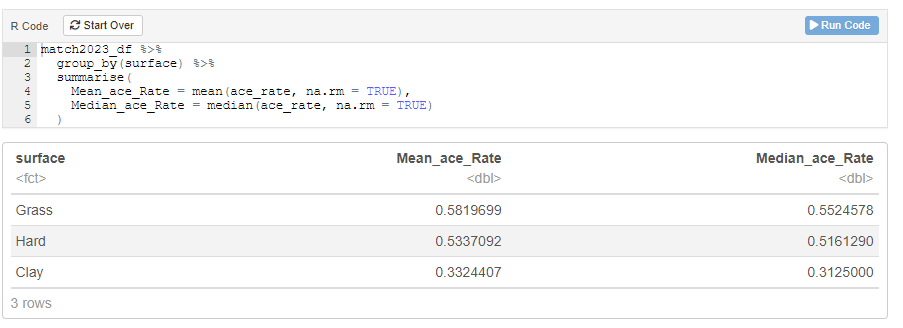 R Code Start Over Run Code
1 match2023_df %>%
2 group_by(surface) %>%
3 summarise(
4 Mean_ace_Rate = mean(ace_rate, na.rm = TRUE),
5 Median_ace_Rate = median(ace_rate, na.rm = TRUE)
6 )
surface Mean_ace_Rate Median_ace_Rate
<fct> <dbl> <dbl>
Grass 0.5819699 0.5524578
Hard 0.5337092 0.5161290
Clay 0.3324407 0.3125000
3 rows